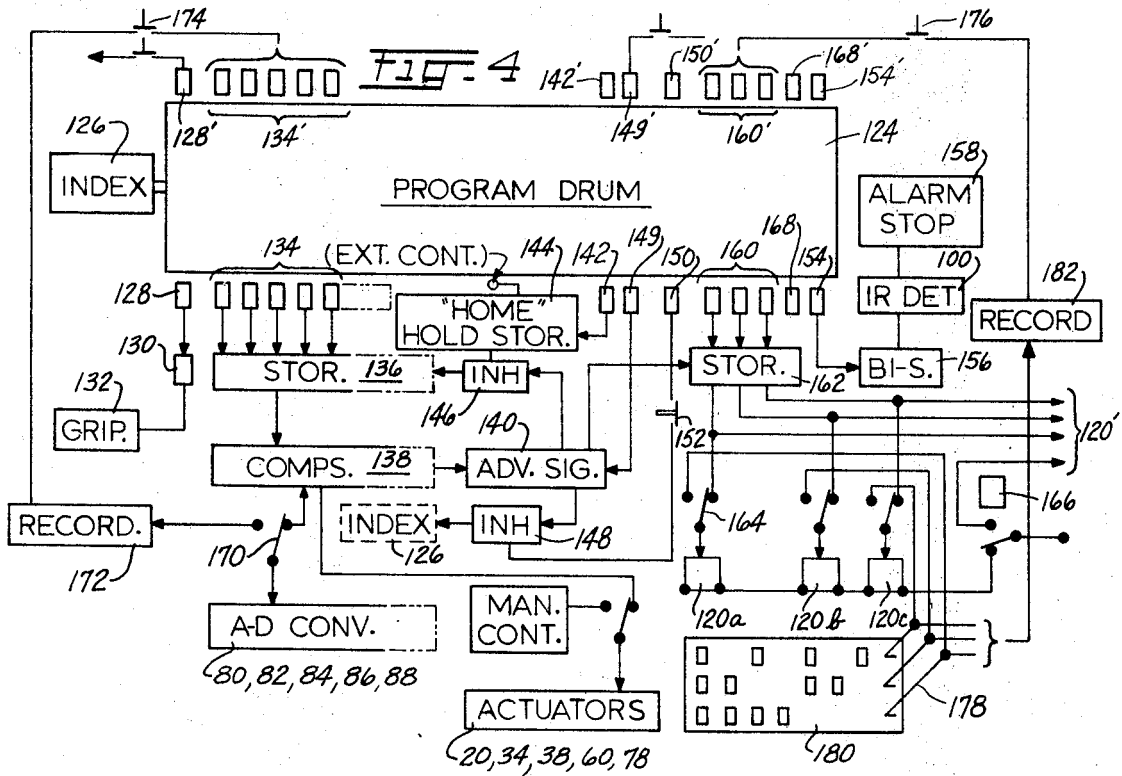 174
Fig. 4
176
142'
150'
168'
154'
128'
134'
149'
160'
124
126
INDEX
PROGRAM DRUM
158
ALARM
STOP
134
(EXT. CONT.)
144
142
149
150
160
168
154
100
128
"HOME"
HOLD STOR.
IR DET.
182
RECORD
130
STOR. 136
INH
146
STOR.
162
BI-S.
156
132
GRIP.
140
152
120'
COMPS. 138
ADV. SIG.
166
RECORD.
172
170
INDEX
126
INH
148
164
MAN.
CONT.
120a
120b
120c
A-D CONV.
80, 82, 84, 86, 88
ACTUATORS
20, 34, 38, 60, 78
178
180